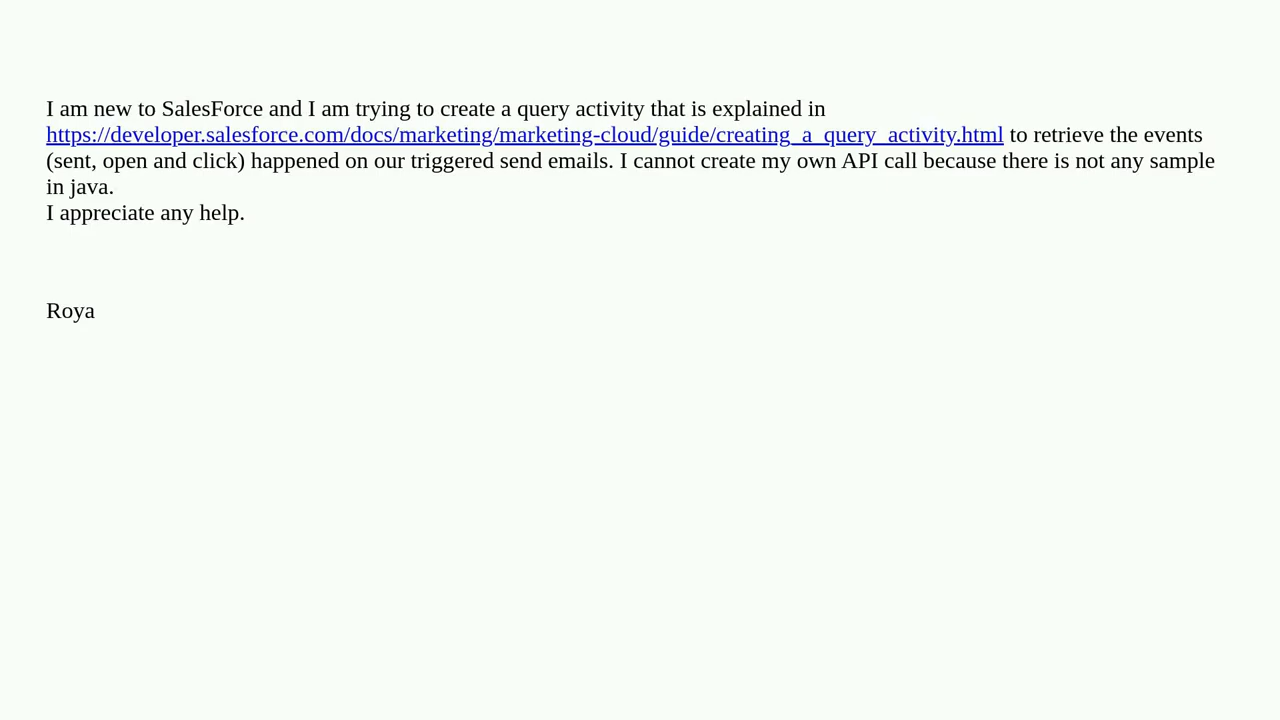 I am new to SalesForce and I am trying to create a query activity that is explained in
https://developer.salesforce.com/docs/marketing/marketing-cloud/guide/creating_a_query_activity.html to retrieve the events
(sent, open and click) happened on our triggered send emails. I cannot create my own API call because there is not any sample
in java.
I appreciate any help.
Roya